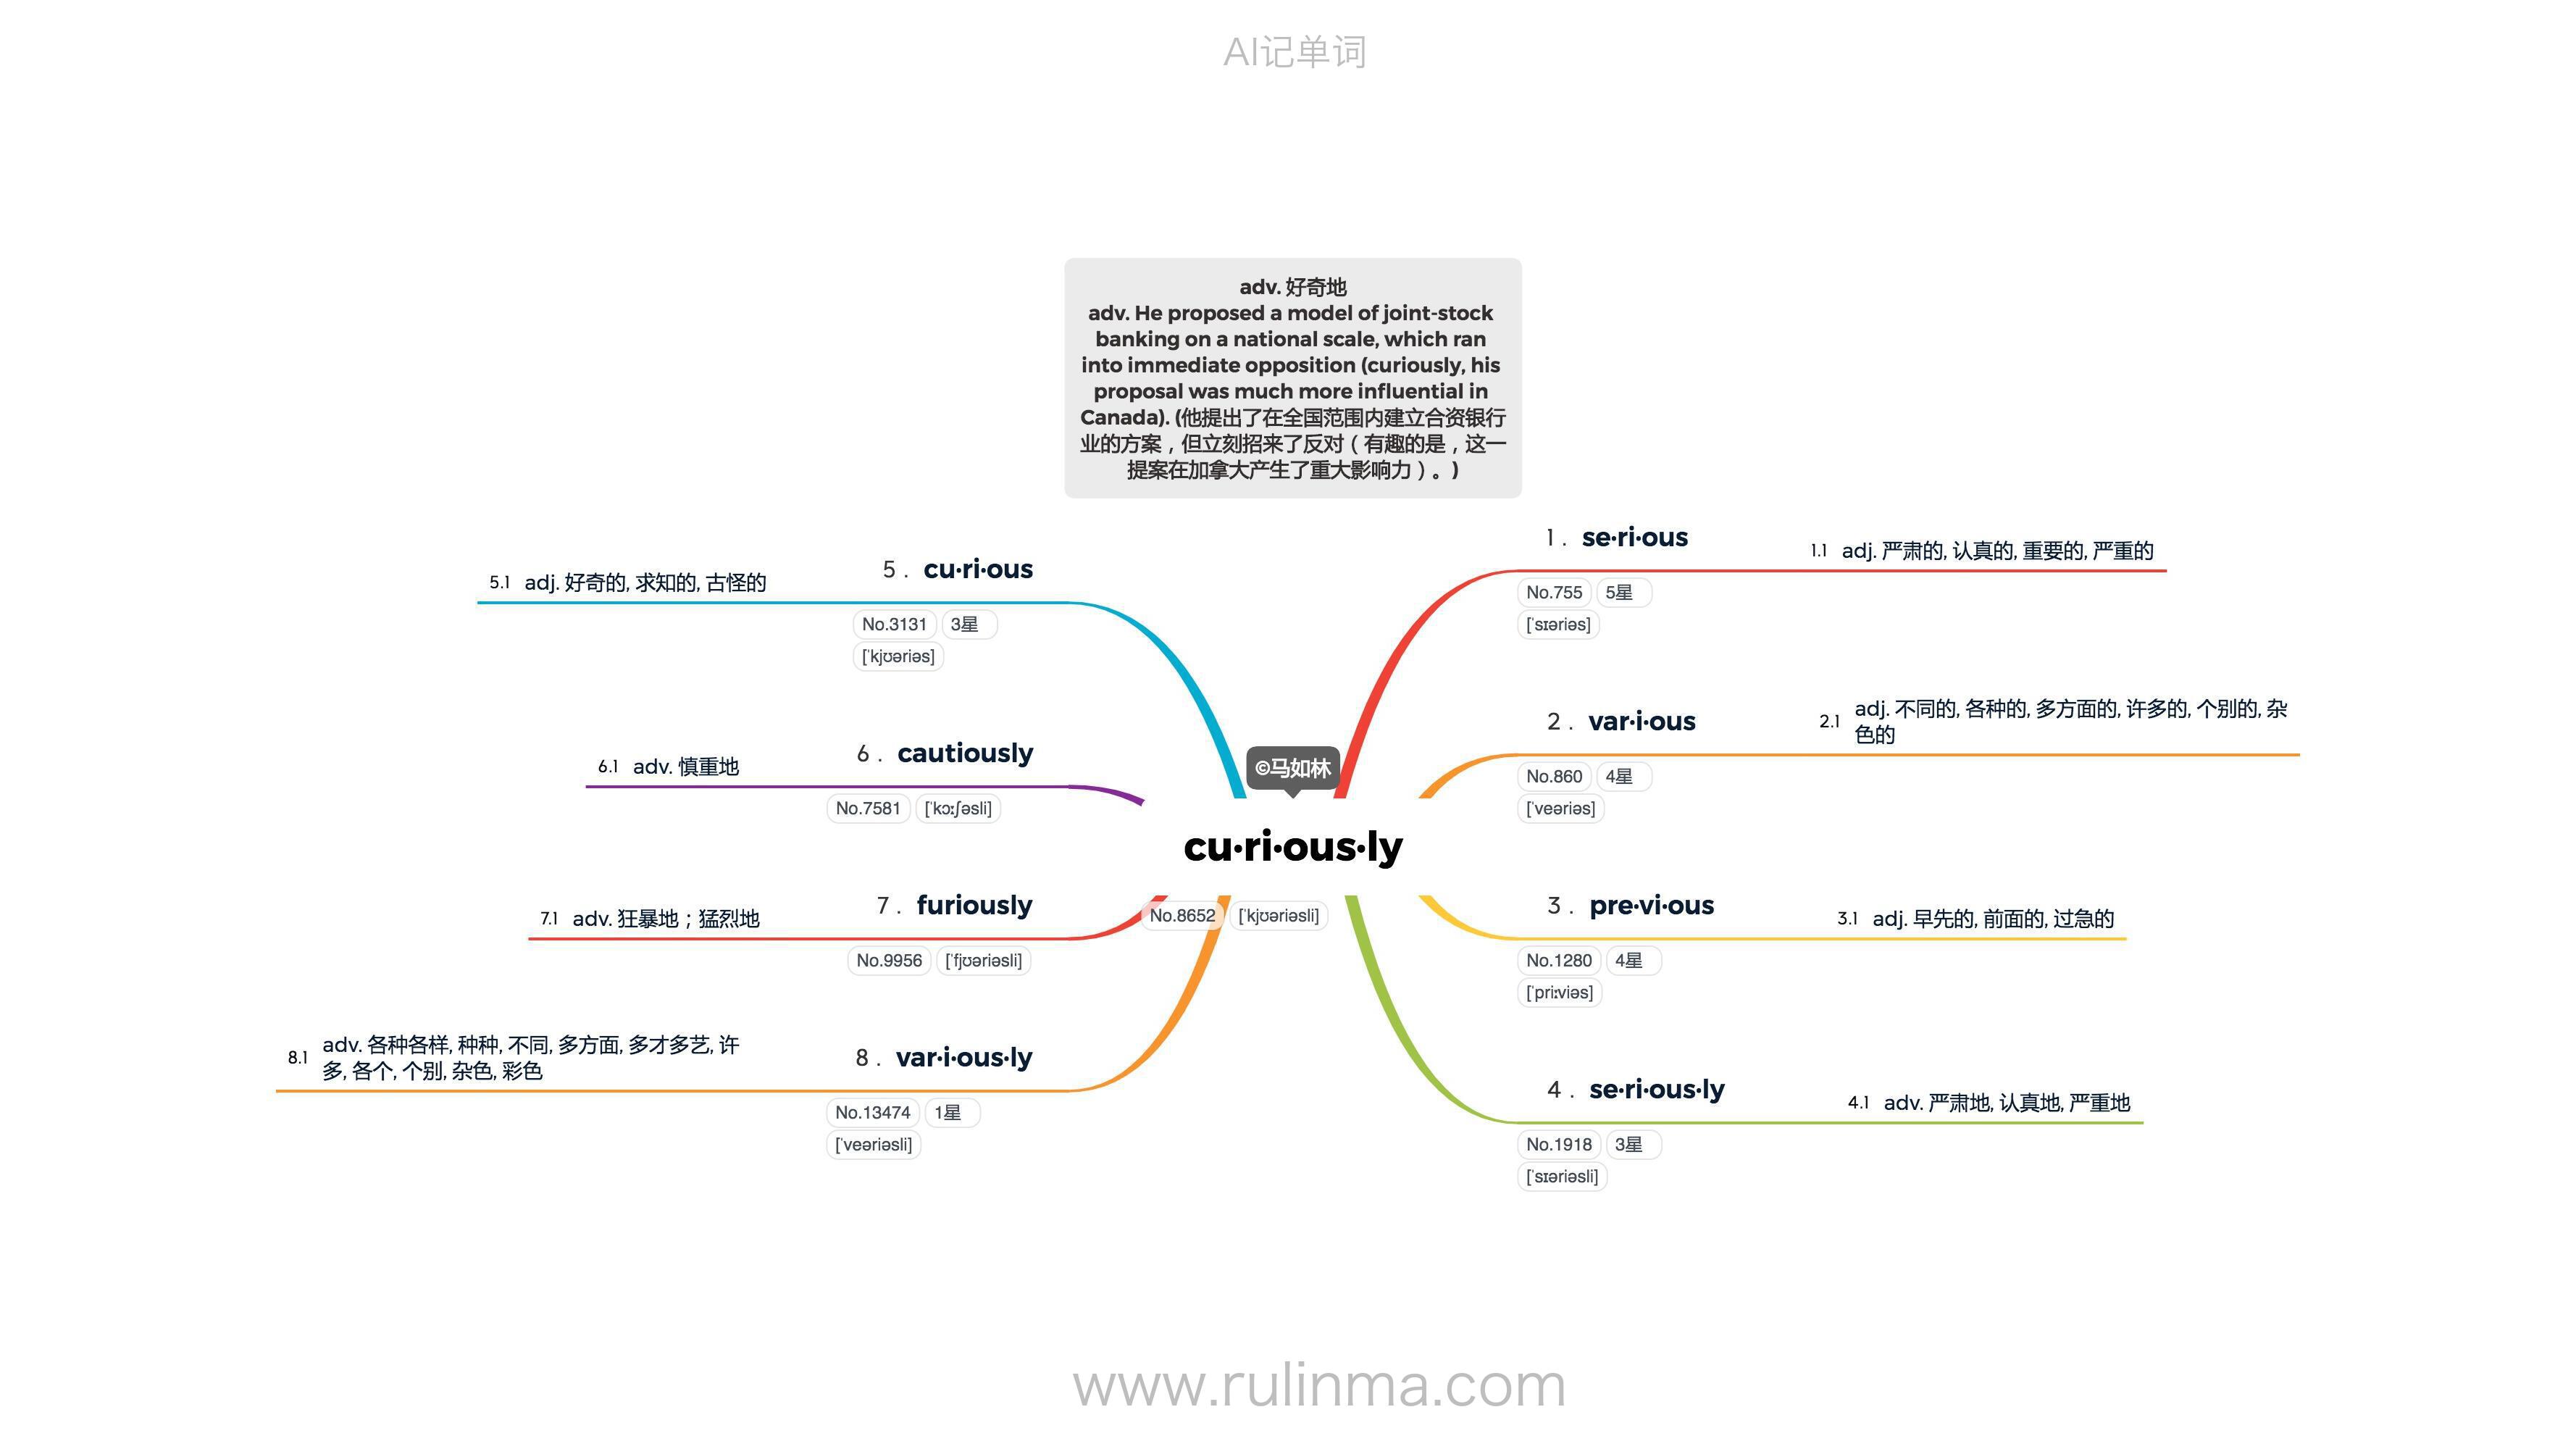 AI记单词
adv. 好奇地
adv. He proposed a model of joint-stock
banking on a national scale, which ran
into immediate opposition (curiously, his
proposal was much more influential in
Canada). (他提出了在全国范围内建立合资银行
业的方案，但立刻招来了反对（有趣的是，这一
提案在加拿大产生了重大影响力）。)
©马如林
cu·ri·ous·ly
No.8652 [ˈkjʊəriəsli]
1 . se·ri·ous
No.755 5星
[ˈsɪəriəs]
1.1 adj. 严肃的, 认真的, 重要的, 严重的
2 . var·i·ous
No.860 4星
[ˈveəriəs]
2.1 adj. 不同的, 各种的, 多方面的, 许多的, 个别的, 杂
色的
3 . pre·vi·ous
No.1280 4星
[ˈpriːviəs]
3.1 adj. 早先的, 前面的, 过急的
4 . se·ri·ous·ly
No.1918 3星
[ˈsɪəriəsli]
4.1 adv. 严肃地, 认真地, 严重地
5 . cu·ri·ous
No.3131 3星
[ˈkjʊəriəs]
5.1 adj. 好奇的, 求知的, 古怪的
6 . cautiously
No.7581 [ˈkɔːʃəsli]
6.1 adv. 慎重地
7 . furiously
No.9956 [ˈfjʊəriəsli]
7.1 adv. 狂暴地；猛烈地
8 . var·i·ous·ly
No.13474 1星
[ˈveəriəsli]
8.1 adv. 各种各样, 种种, 不同, 多方面, 多才多艺, 许
多, 各个, 个别, 杂色, 彩色
www.rulinma.com